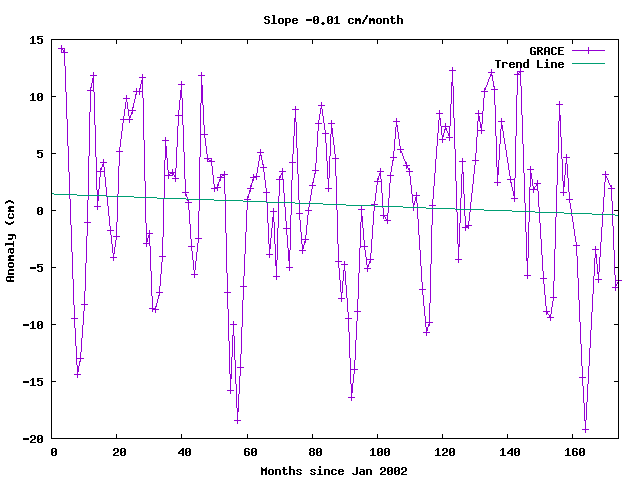 Slope -0.01 cm/month
15
10
5
0
-5
-10
-15
-20
Anomaly (cm)
GRACE
Trend Line
0 20 40 60 80 100 120 140 160
Months since Jan 2002